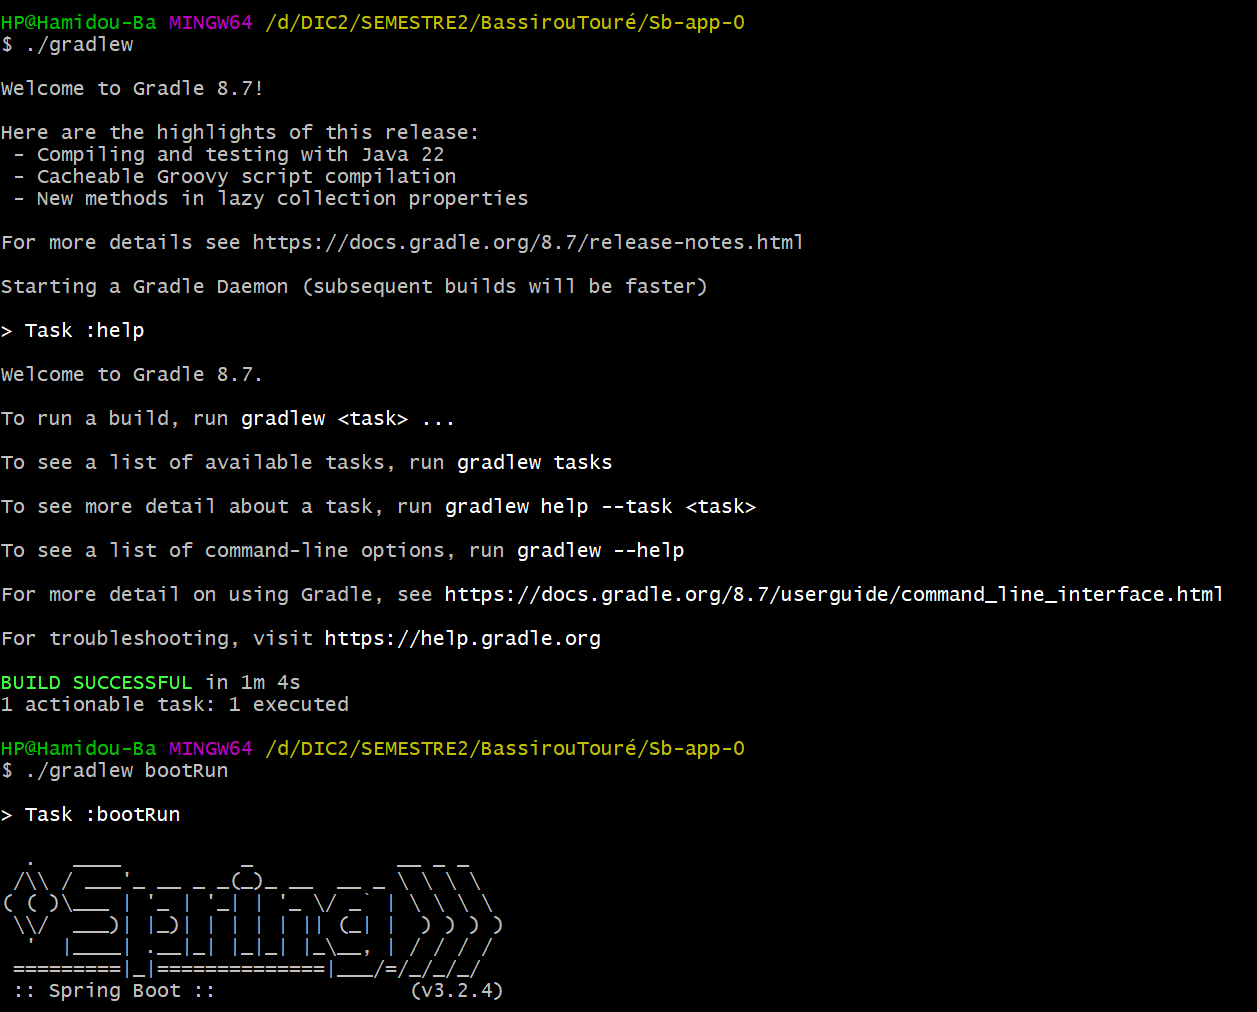 HP@Hamidou-Ba MINGW64 /d/DIC2/SEMESTRE2/BassirouTouré/Sb-app-0
$ ./gradlew
Welcome to Gradle 8.7!
Here are the highlights of this release:
 - Compiling and testing with Java 22
 - Cacheable Groovy script compilation
 - New methods in lazy collection properties
For more details see https://docs.gradle.org/8.7/release-notes.html
Starting a Gradle Daemon (subsequent builds will be faster)
> Task :help
Welcome to Gradle 8.7.
To run a build, run gradlew <task> ...
To see a list of available tasks, run gradlew tasks
To see more detail about a task, run gradlew help --task <task>
To see a list of command-line options, run gradlew --help
For more detail on using Gradle, see https://docs.gradle.org/8.7/userguide/command_line_interface.html
For troubleshooting, visit https://help.gradle.org
BUILD SUCCESSFUL in 1m 4s
1 actionable task: 1 executed
HP@Hamidou-Ba MINGW64 /d/DIC2/SEMESTRE2/BassirouTouré/Sb-app-0
$ ./gradlew bootRun
> Task :bootRun
  .   ____          _            __ _ _
 /\\ / ___'_ __ _ _(_)_ __  __ _ \ \ \ \
( ( )\___ | '_ | '_| | '_ \/ _` | \ \ \ \
 \\/  ___)| |_)| | | | | || (_| |  ) ) ) )
  '  |____| .__|_| |_|_| |_\__, | / / / /
 =========|_|==============|___/=/_/_/_/
 :: Spring Boot ::                (v3.2.4)